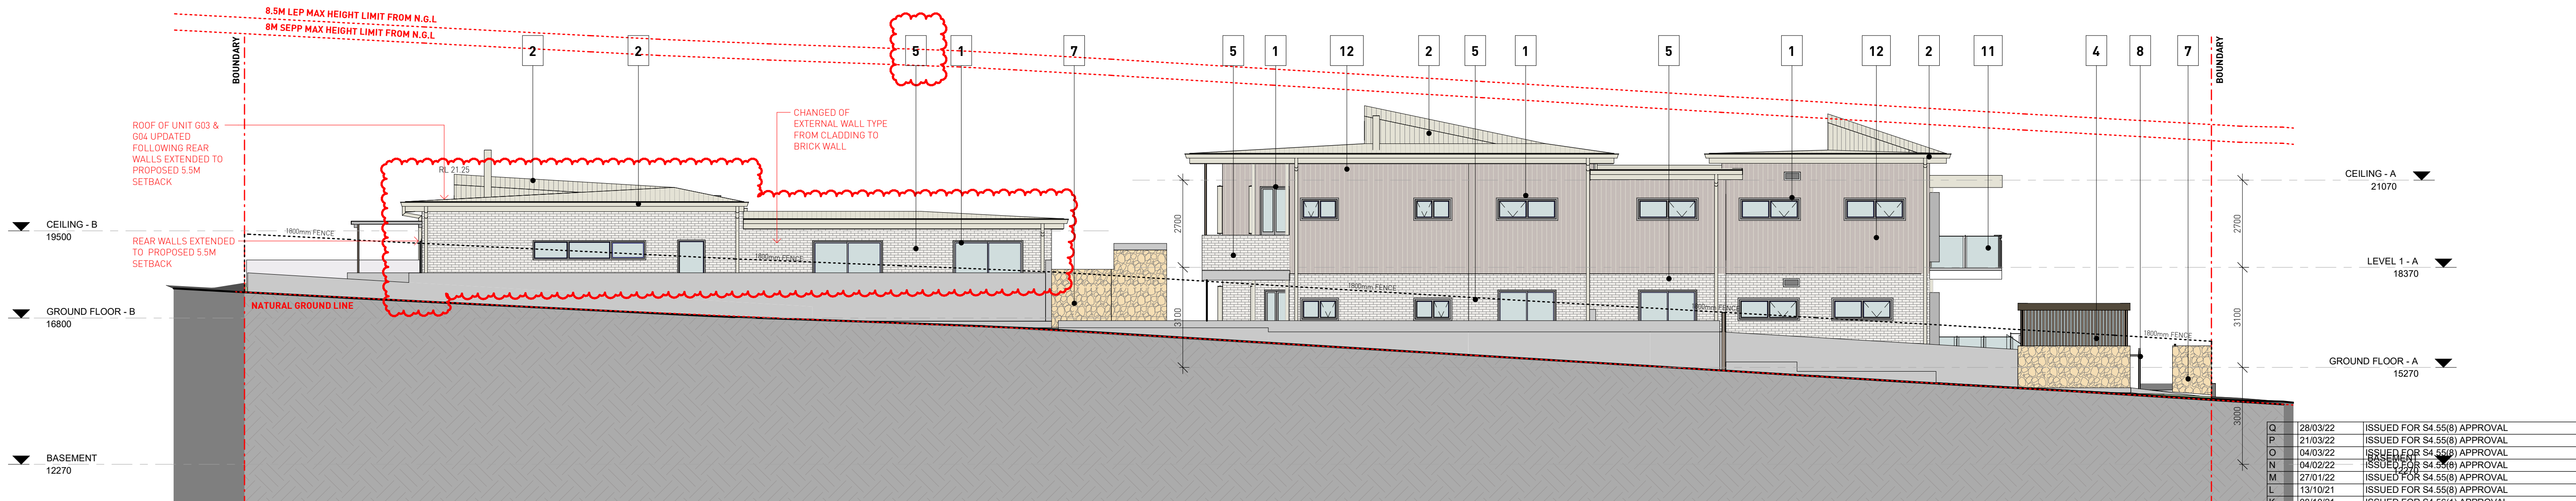 8.5M LEP MAX HEIGHT LIMIT FROM N.G.L
8M SEPP MAX HEIGHT LIMIT FROM N.G.L
BOUNDARY
2
2
5
1
7
5
1
12
2
5
1
5
1
12
2
11
4
8
7
BOUNDARY
ROOF OF UNIT G03 &
G04 UPDATED
FOLLOWING REAR
WALLS EXTENDED TO
PROPOSED 5.5M
SETBACK
RL 21.25
CHANGED OF
EXTERNAL WALL TYPE
FROM CLADDING TO
BRICK WALL
REAR WALLS EXTENDED
TO PROPOSED 5.5M
SETBACK
CEILING - B
19500
GROUND FLOOR - B
16800
BASEMENT
12270
1800mm FENCE
1800mm FENCE
1800mm FENCE
1800mm FENCE
1800mm FENCE
NATURAL GROUND LINE
2700
3100
2700
3100
3000
CEILING - A
21070
LEVEL 1 - A
18370
GROUND FLOOR - A
15270
BASEMENT
12270
Q 28/03/22 ISSUED FOR S4.55(8) APPROVAL
P 21/03/22 ISSUED FOR S4.55(8) APPROVAL
O 04/03/22 ISSUED FOR S4.55(8) APPROVAL
N 04/02/22 ISSUED FOR S4.55(8) APPROVAL
M 27/01/22 ISSUED FOR S4.55(8) APPROVAL
L 13/10/21 ISSUED FOR S4.55(8) APPROVAL